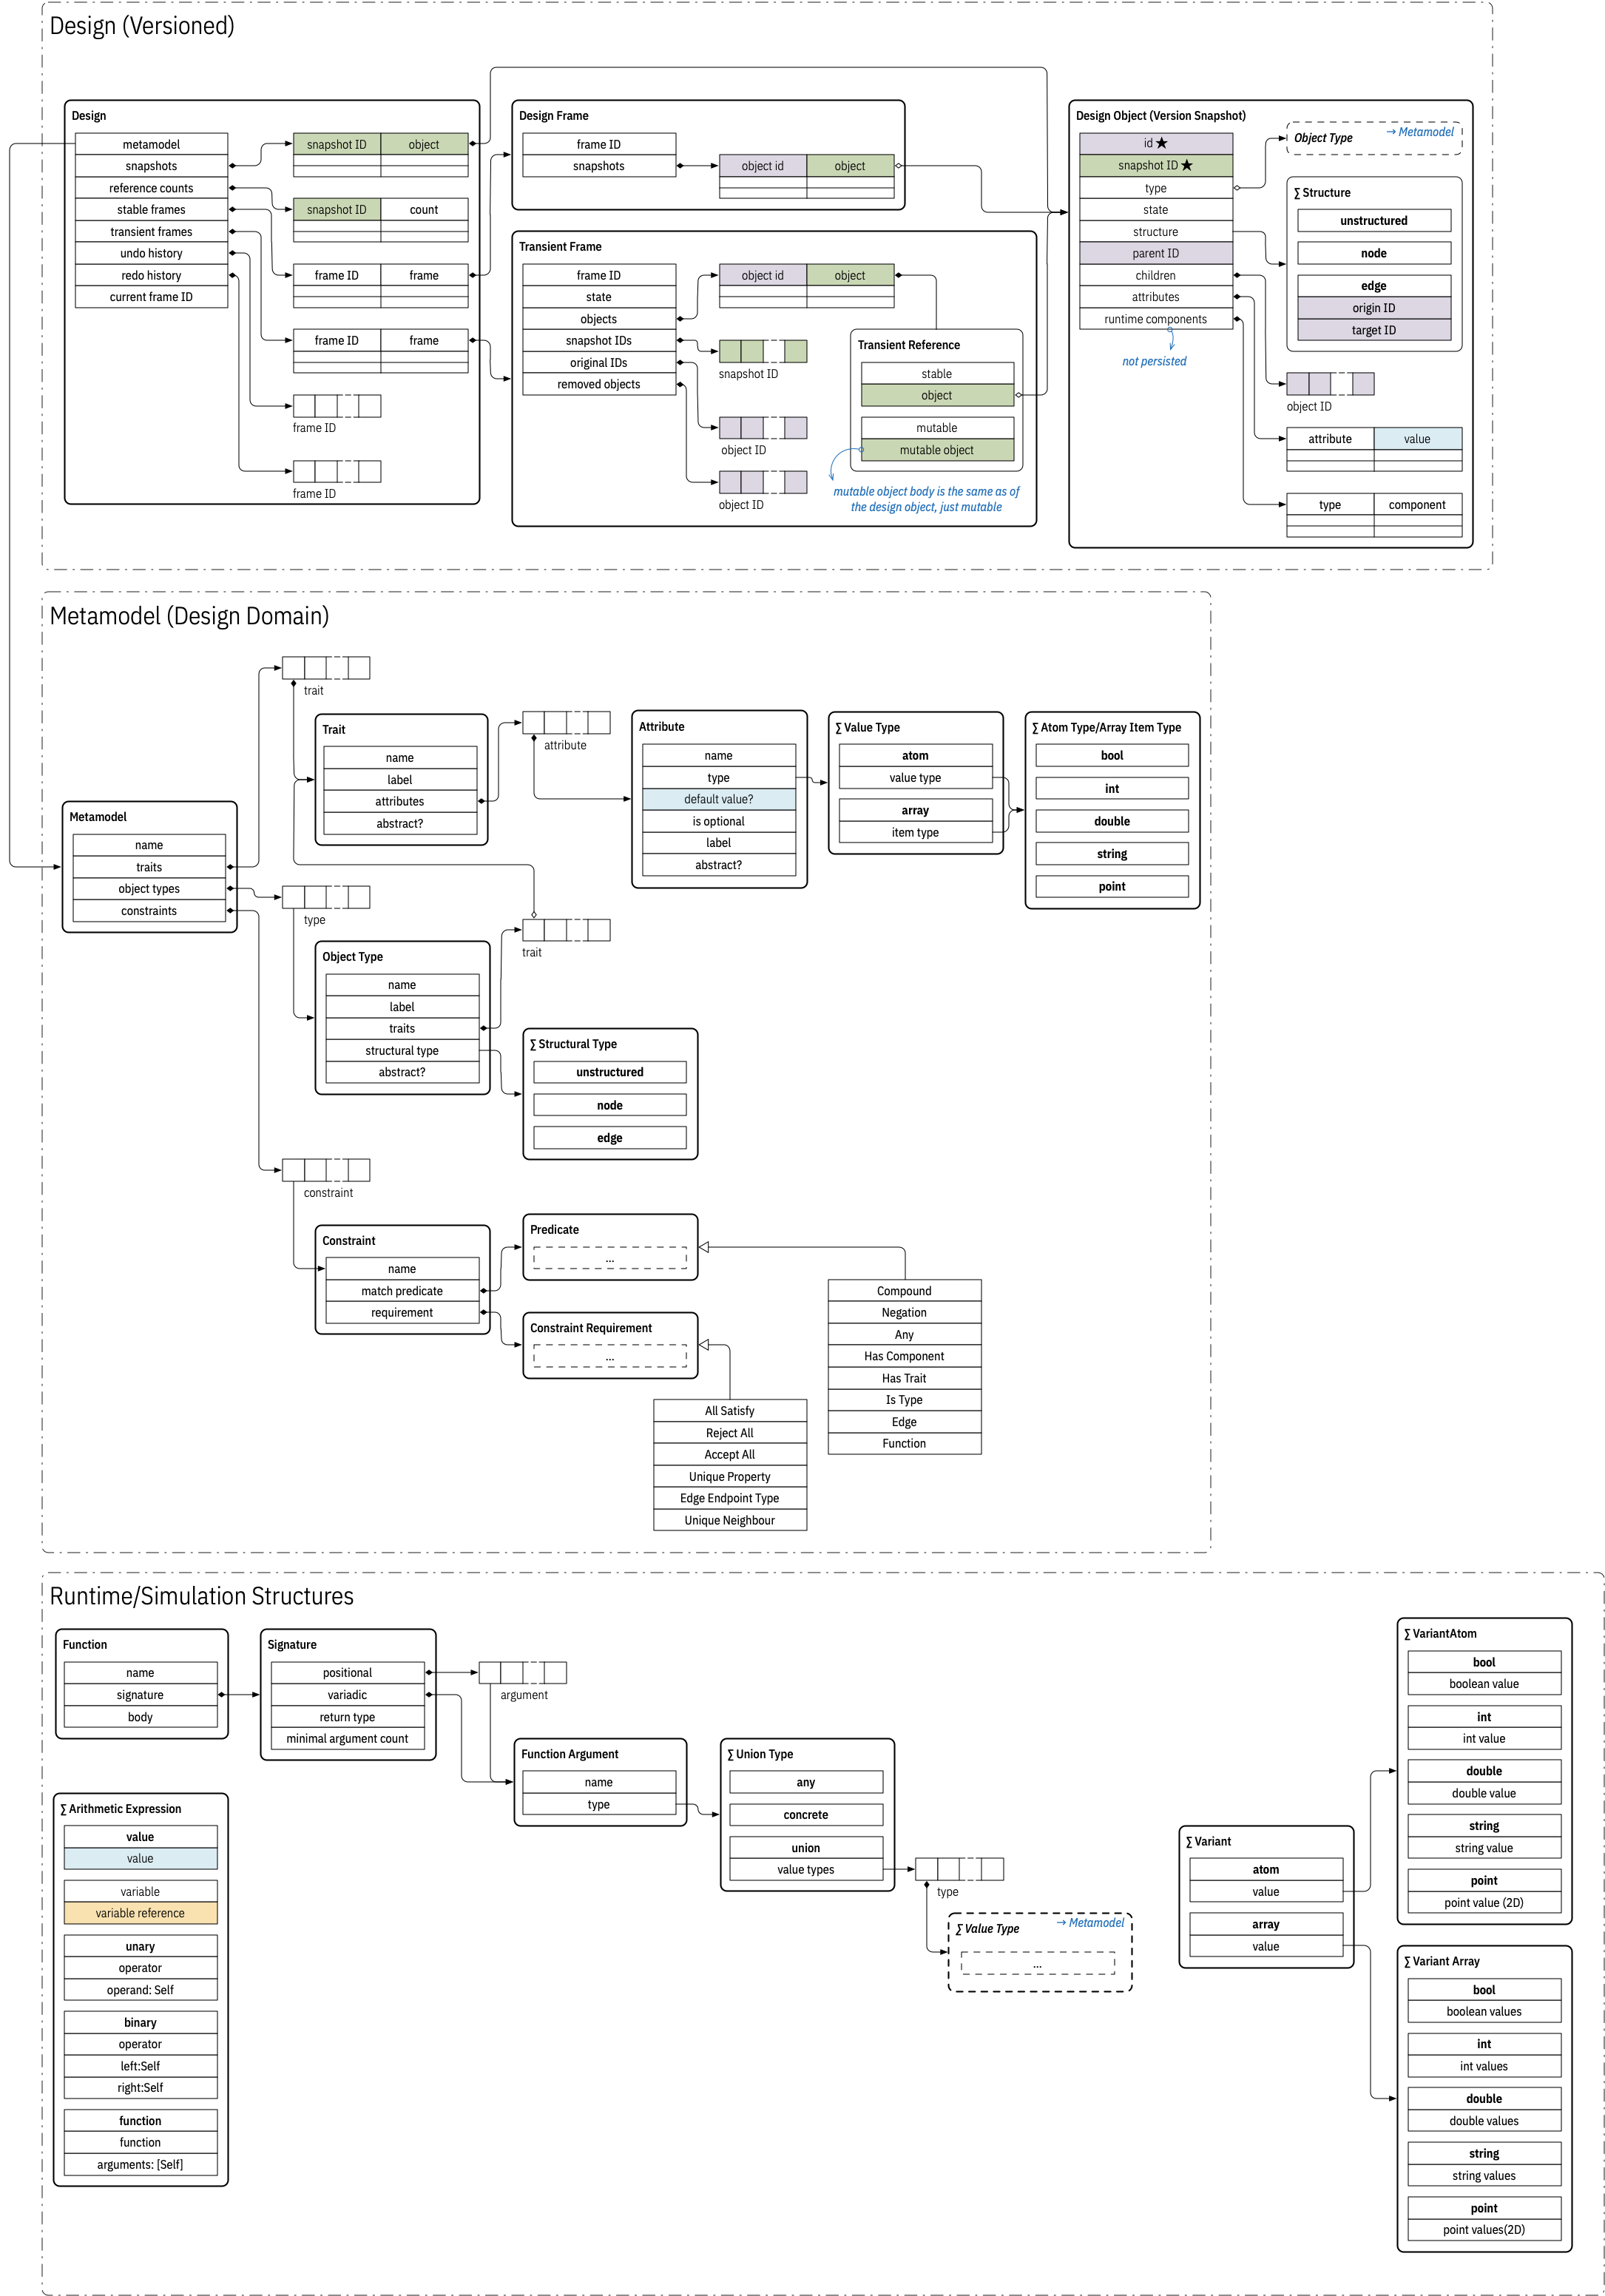 Design (Versioned)
Design
metamodel
snapshots
reference counts
stable frames
transient frames
undo history
redo history
current frame ID
snapshot ID
object
snapshot ID
count
frame ID
frame
frame ID
frame
frame ID
frame ID
Design Frame
frame ID
snapshots
object id
object
Transient Frame
frame ID
state
objects
snapshot IDs
original IDs
removed objects
object id
object
snapshot ID
object ID
object ID
Transient Reference
stable
object
mutable
mutable object
mutable object body is the same as of
the design object, just mutable
Design Object (Version Snapshot)
id ★
snapshot ID ★
type
state
structure
parent ID
children
attributes
runtime components
not persisted
Object Type
→ Metamodel
∑ Structure
unstructured
node
edge
origin ID
target ID
object ID
attribute
value
type
component
Metamodel (Design Domain)
Metamodel
name
traits
object types
constraints
trait
Trait
name
label
attributes
abstract?
attribute
Attribute
name
type
default value?
is optional
label
abstract?
∑ Value Type
atom
value type
array
item type
∑ Atom Type/Array Item Type
bool
int
double
string
point
type
Object Type
name
label
traits
structural type
abstract?
trait
∑ Structural Type
unstructured
node
edge
constraint
Constraint
name
match predicate
requirement
Predicate
...
Constraint Requirement
...
Compound
Negation
Any
Has Component
Has Trait
Is Type
Edge
Function
All Satisfy
Reject All
Accept All
Unique Property
Edge Endpoint Type
Unique Neighbour
Runtime/Simulation Structures
Function
name
signature
body
Signature
positional
variadic
return type
minimal argument count
argument
Function Argument
name
type
∑ Union Type
any
concrete
union
value types
type
∑ Value Type
→ Metamodel
...
∑ Arithmetic Expression
value
value
variable
variable reference
unary
operator
operand: Self
binary
operator
left:Self
right:Self
function
function
arguments: [Self]
∑ Variant
atom
value
array
value
∑ VariantAtom
bool
boolean value
int
int value
double
double value
string
string value
point
point value (2D)
∑ Variant Array
bool
boolean values
int
int values
double
double values
string
string values
point
point values(2D)